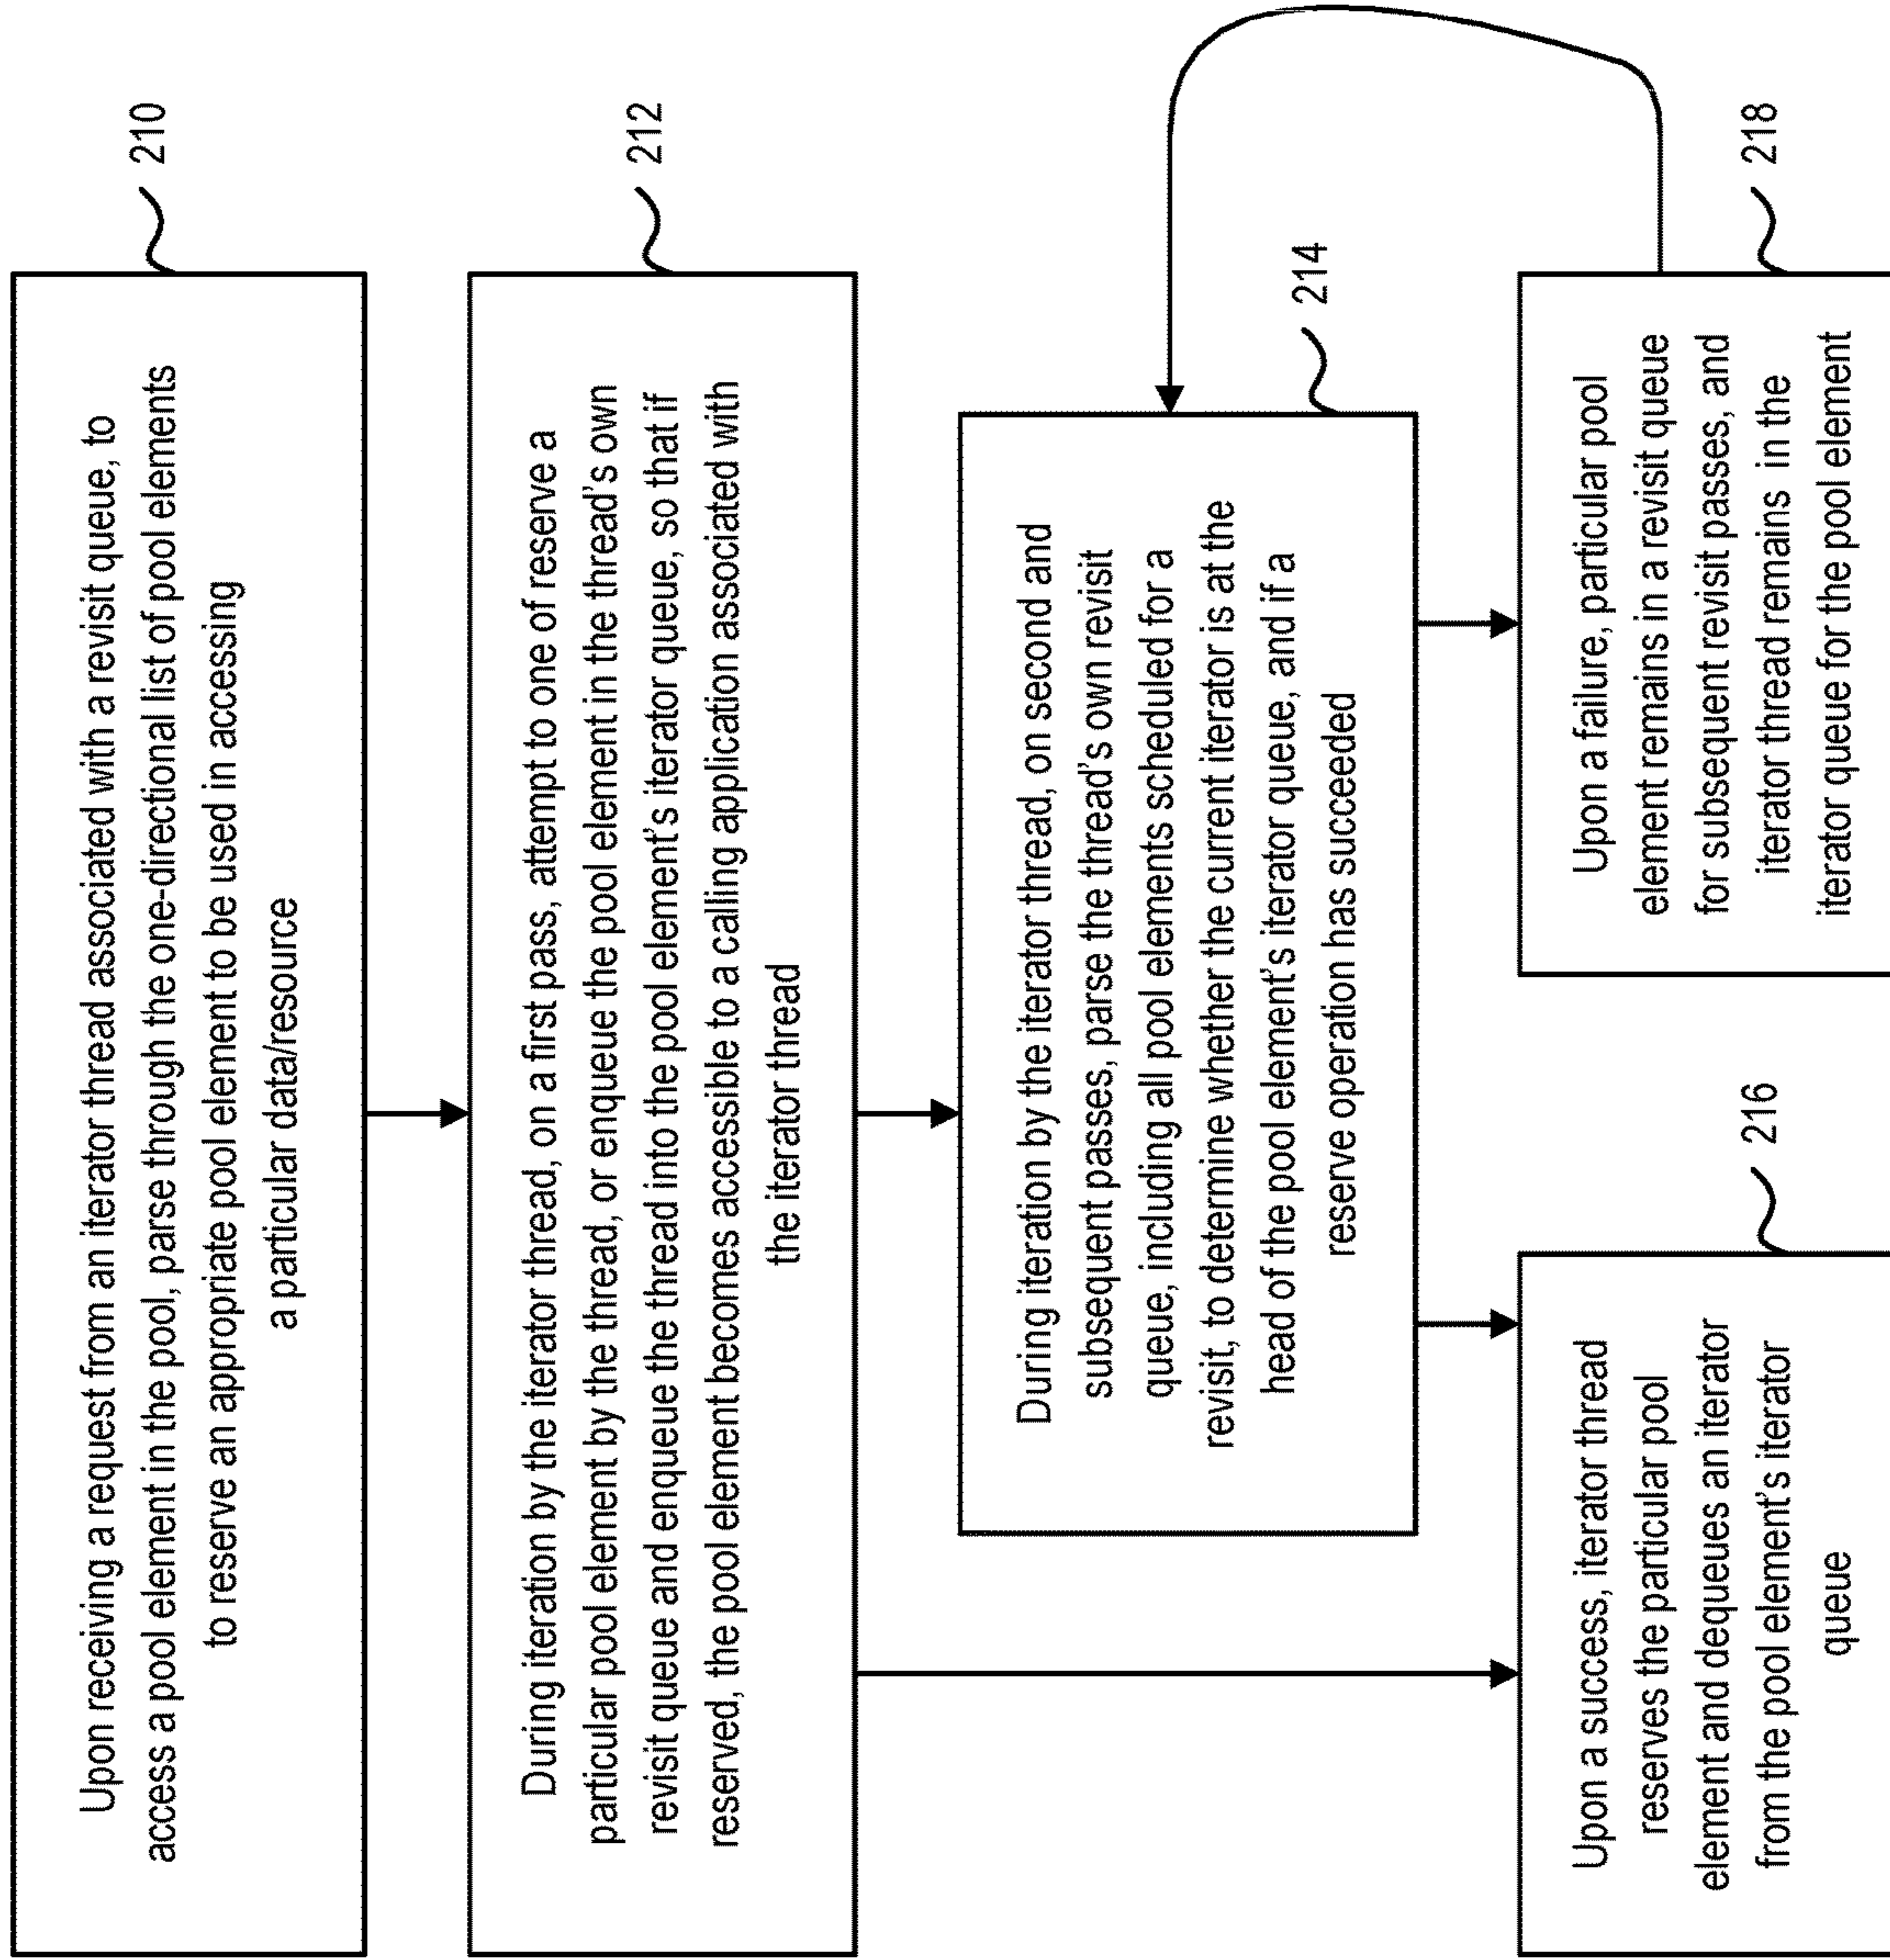 Upon receiving a request from an iterator thread associated with a revisit queue, to
access a pool element in the pool, parse through the one-directional list of pool elements
to reserve an appropriate pool element to be used in accessing
a particular data/resource
210
During iteration by the iterator thread, on a first pass, attempt to one of reserve a
particular pool element by the thread, or enqueue the pool element in the thread's own
revisit queue and enqueue the thread into the pool element's iterator queue, so that if
reserved, the pool element becomes accessible to a calling application associated with
the iterator thread
212
During iteration by the iterator thread, on second and
subsequent passes, parse the thread's own revisit
queue, including all pool elements scheduled for a
revisit, to determine whether the current iterator is at the
head of the pool element's iterator queue, and if a
reserve operation has succeeded
214
Upon a success, iterator thread
reserves the particular pool
element and dequeues an iterator
from the pool element's iterator
queue
216
Upon a failure, particular pool
element remains in a revisit queue
for subsequent revisit passes, and
iterator thread remains in the
iterator queue for the pool element
218